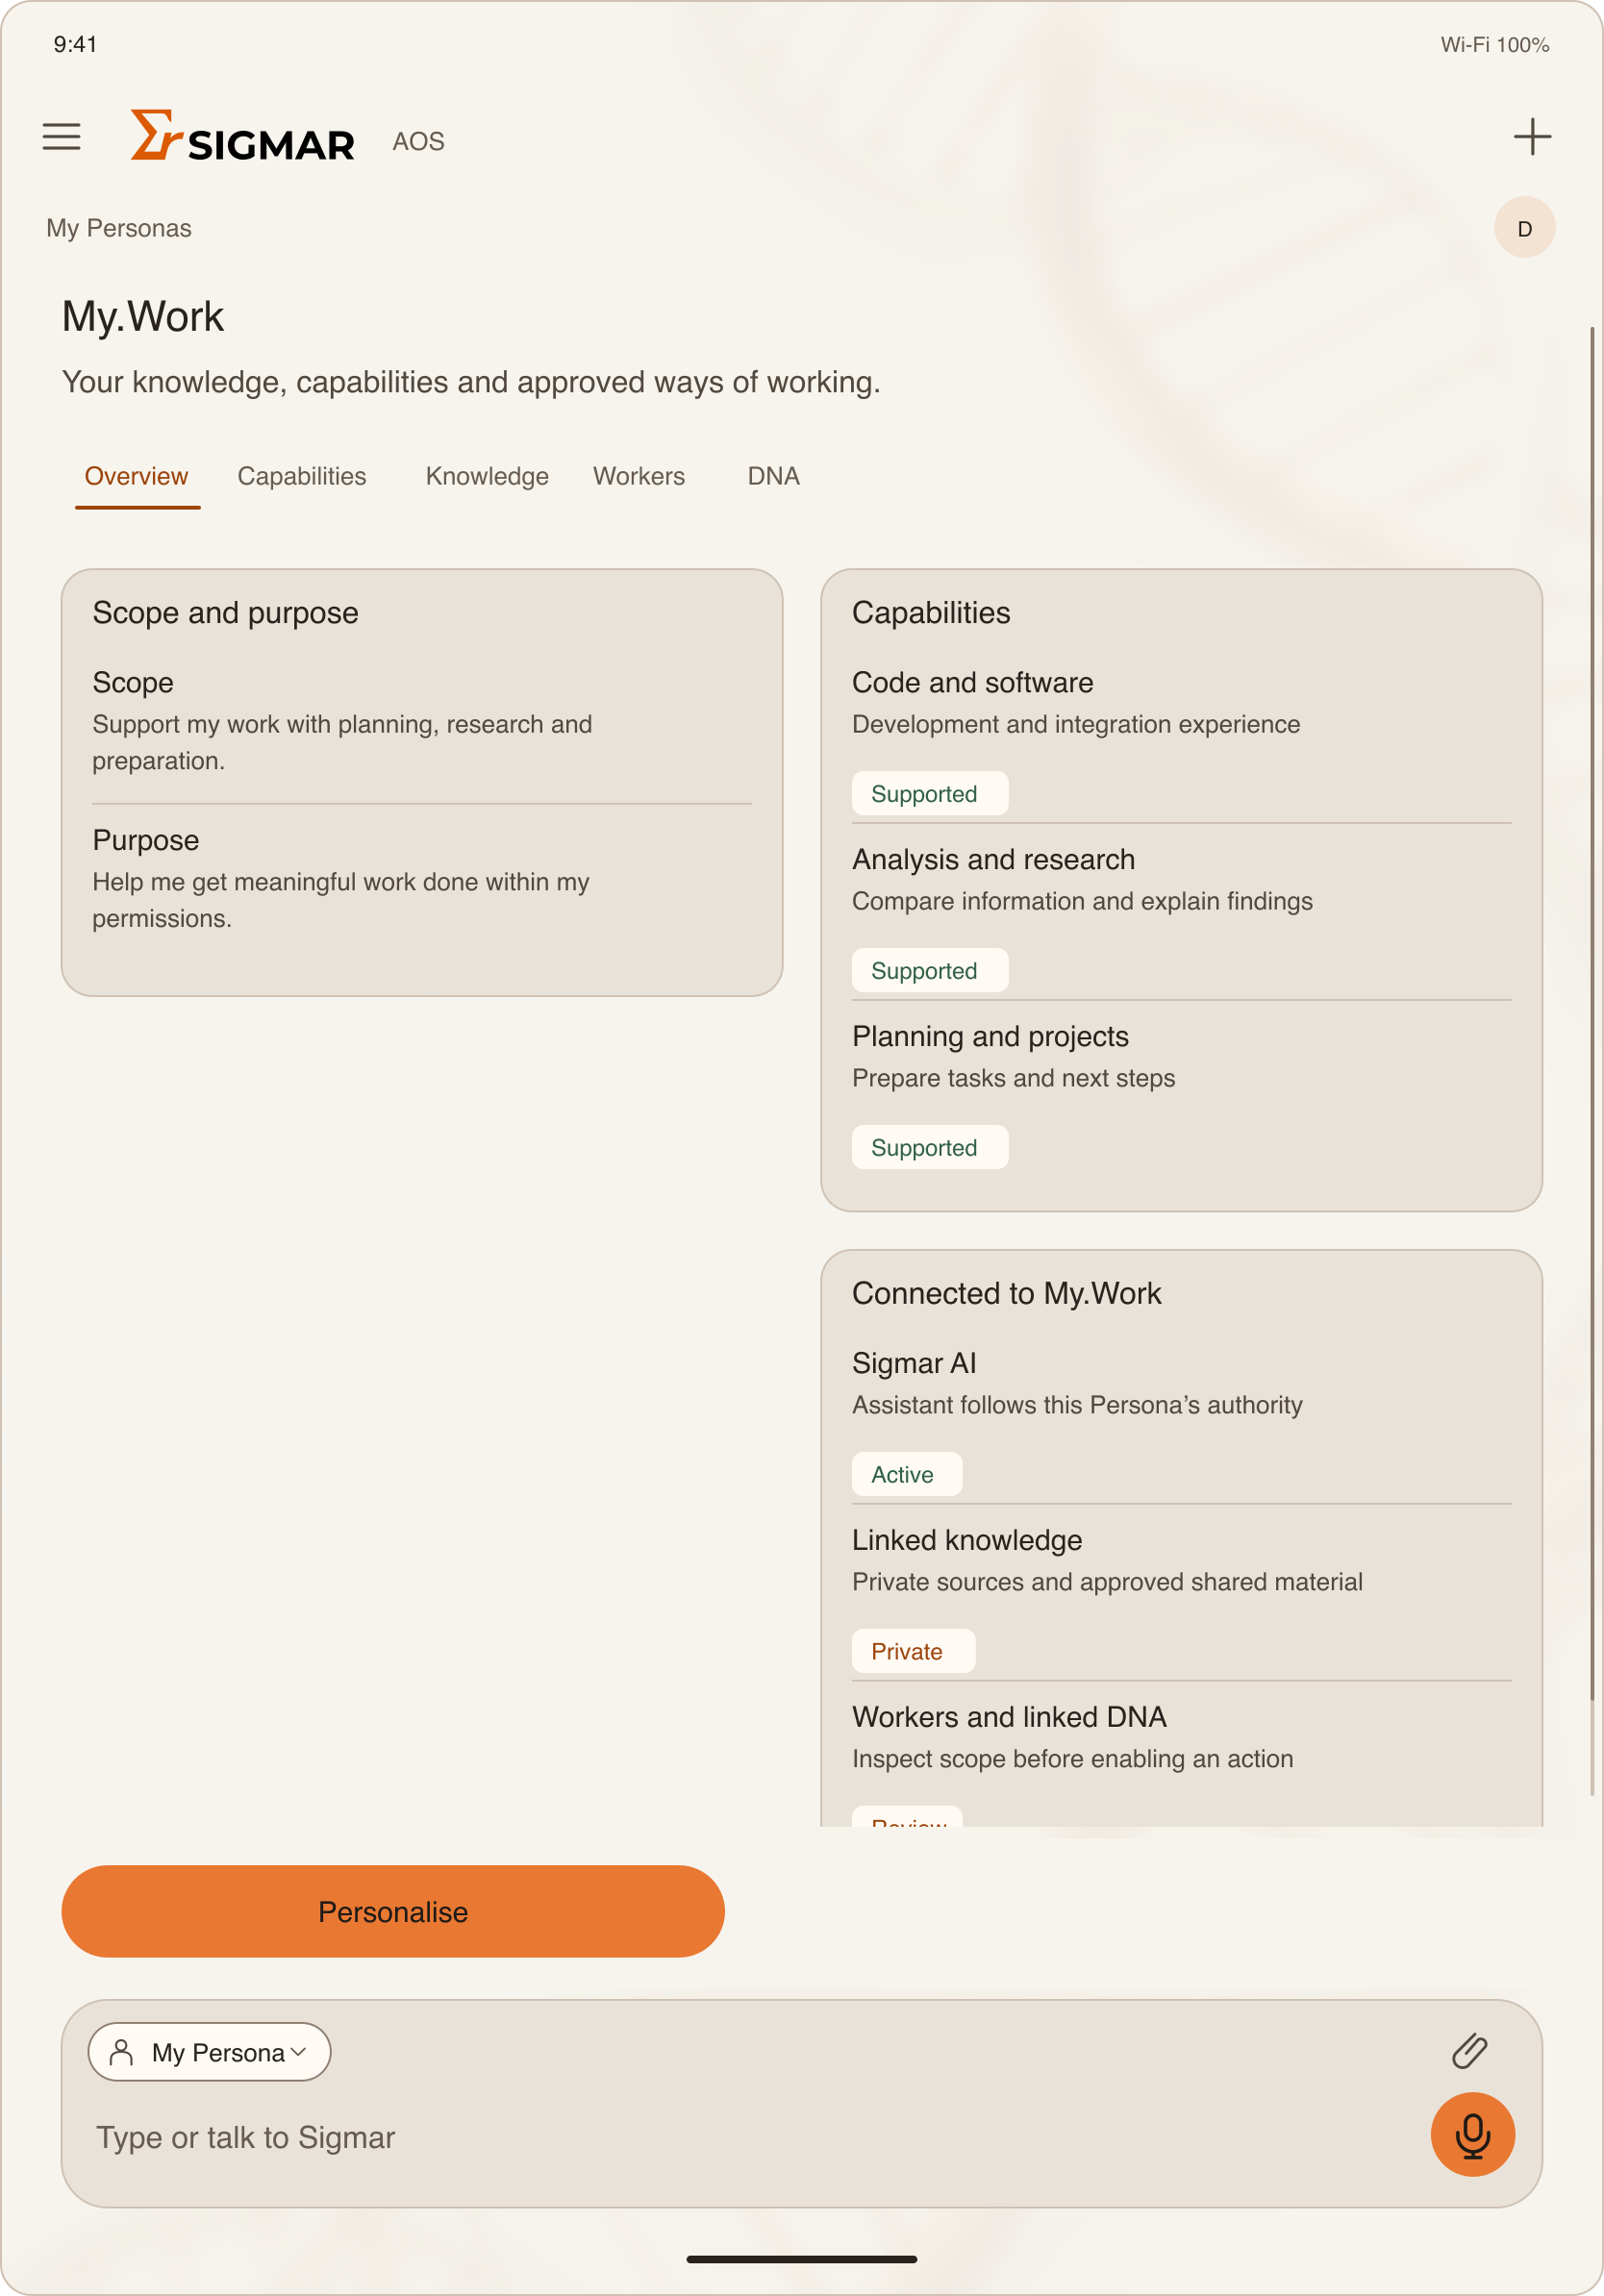 9:41
Wi-Fi 100%
Σr SIGMAR AOS
My Personas
D
My.Work
Your knowledge, capabilities and approved ways of working.
Overview Capabilities Knowledge Workers DNA
Scope and purpose
Scope
Support my work with planning, research and
preparation.
Purpose
Help me get meaningful work done within my
permissions.
Capabilities
Code and software
Development and integration experience
Supported
Analysis and research
Compare information and explain findings
Supported
Planning and projects
Prepare tasks and next steps
Supported
Connected to My.Work
Sigmar AI
Assistant follows this Persona’s authority
Active
Linked knowledge
Private sources and approved shared material
Private
Workers and linked DNA
Inspect scope before enabling an action
Review
Personalise
My Persona
Type or talk to Sigmar